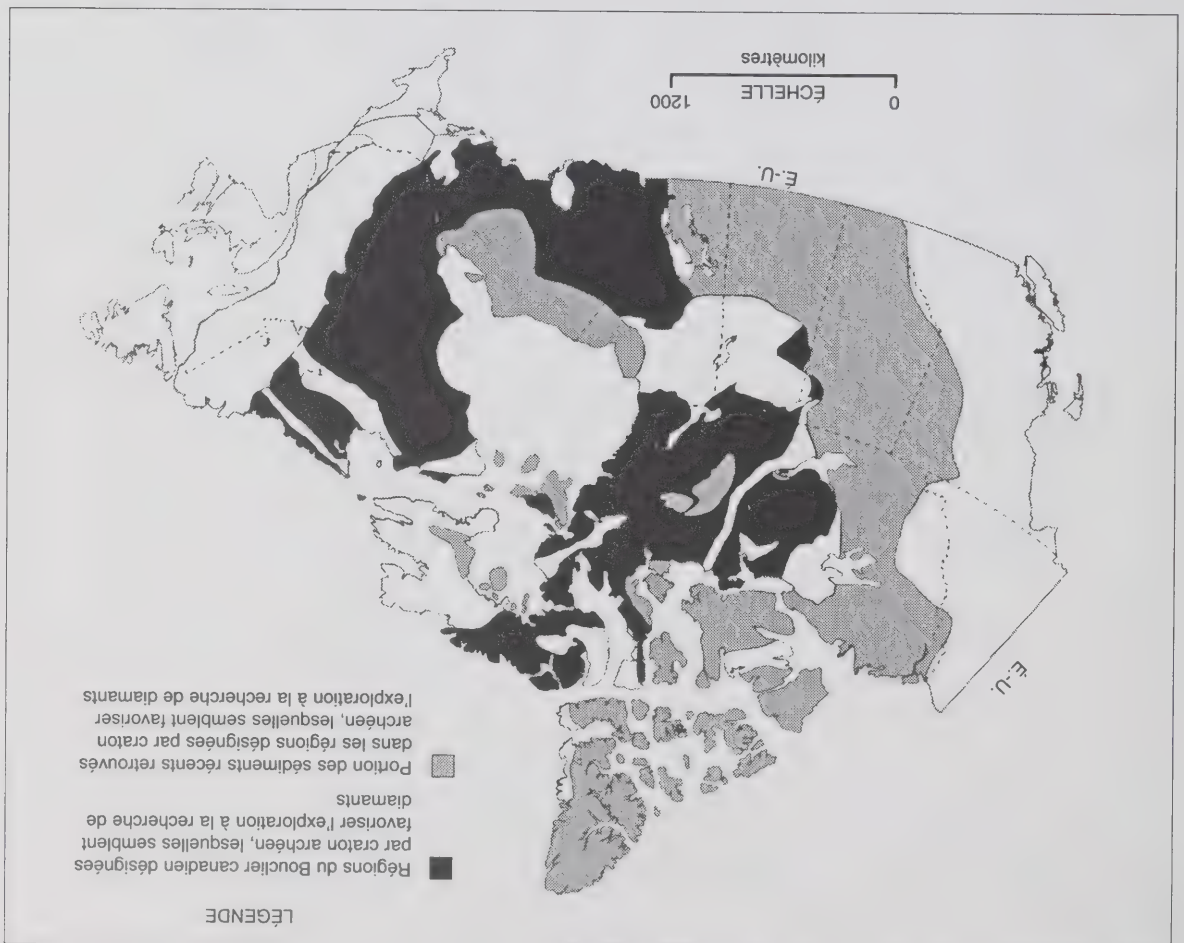 LÉGENDE
Régions du Bouclier canadien désignées
par craton archéen, lesquelles semblent
favoriser l'exploration à la recherche de
diamants
Portion des sédiments récents retrouvés
dans les régions désignées par craton
archéen, lesquelles semblent favoriser
l'exploration à la recherche de diamants
É.-U.
É.-U.
0 ÉCHELLE 1200
kilomètres